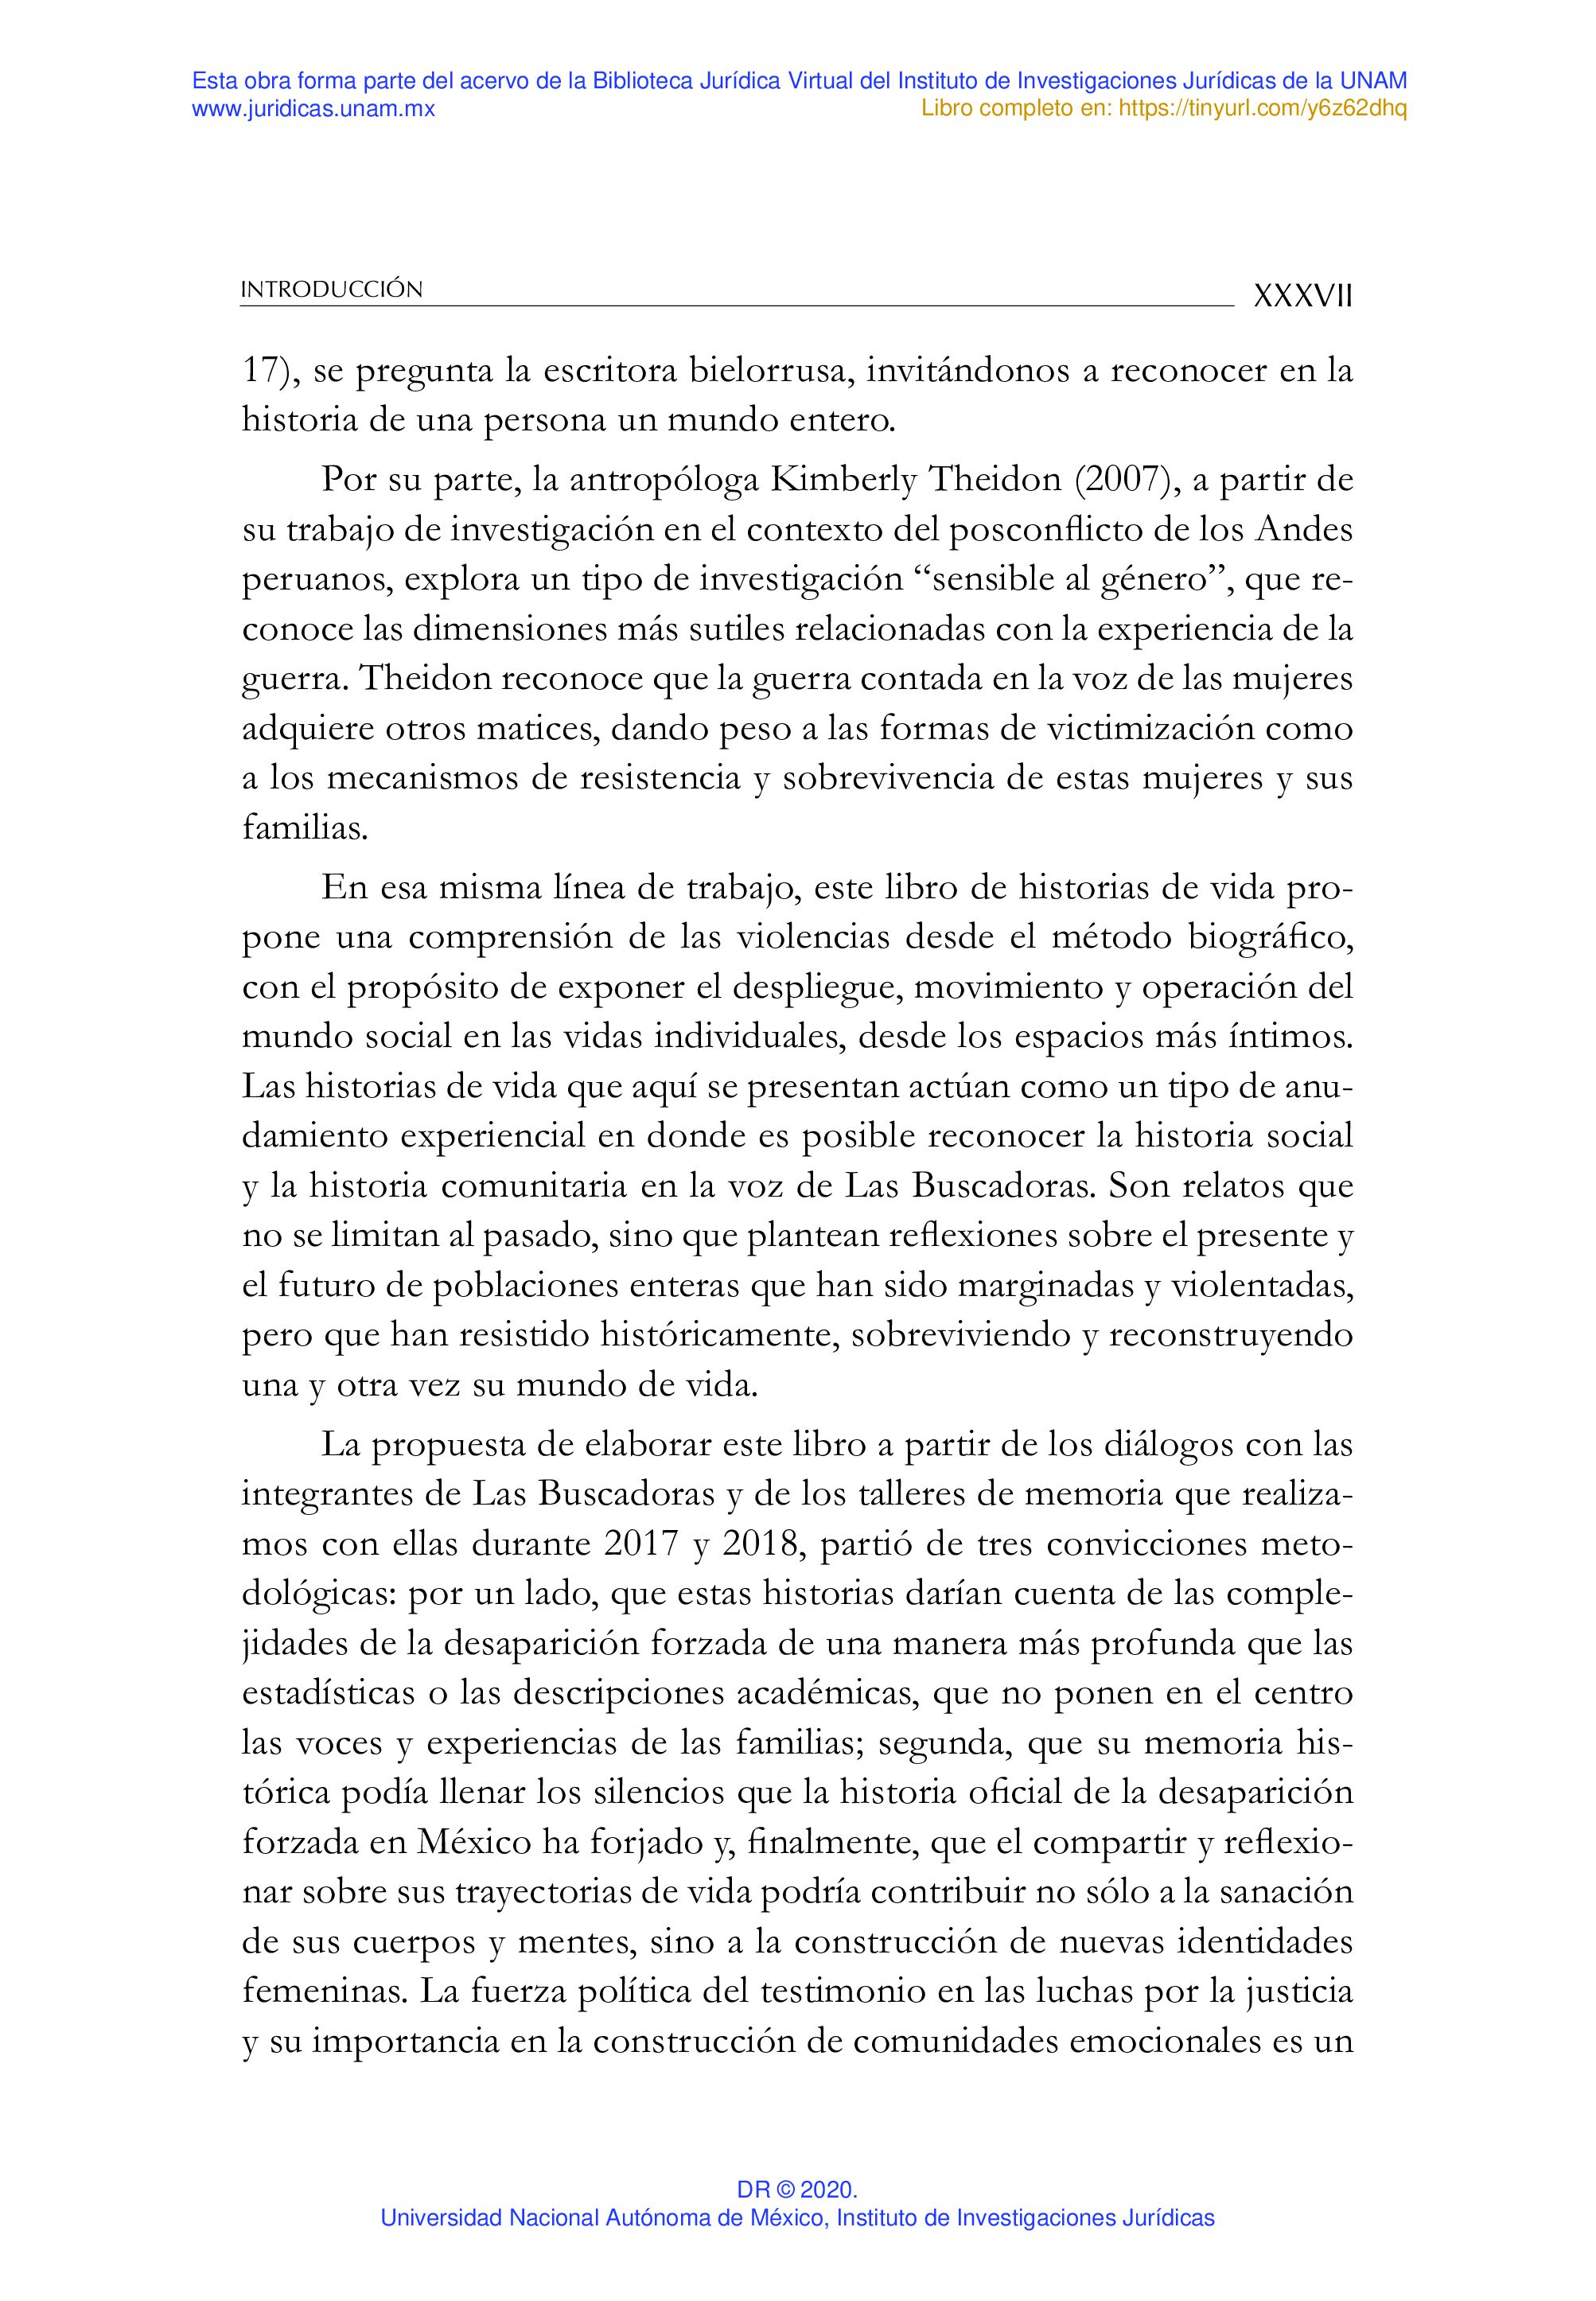 Esta obra forma parte del acervo de la Biblioteca Jurídica Virtual del Instituto de Investigaciones Jurídicas de la UNAM
www.juridicas.unam.mx
Libro completo en: https://tinyurl.com/y6z62dhq
INTRODUCCIÓN
XXXVII
17), se pregunta la escritora bielorrusa, invitándonos a reconocer en la
historia de una persona un mundo entero.
Por su parte, la antropóloga Kimberly Theidon (2007), a partir de
su trabajo de investigación en el contexto del posconflicto de los Andes
peruanos, explora un tipo de investigación “sensible al género”, que re-
conoce las dimensiones más sutiles relacionadas con la experiencia de la
guerra. Theidon reconoce que la guerra contada en la voz de las mujeres
adquiere otros matices, dando peso a las formas de victimización como
a los mecanismos de resistencia y sobrevivencia de estas mujeres y sus
familias.
En esa misma línea de trabajo, este libro de historias de vida pro-
pone una comprensión de las violencias desde el método biográfico,
con el propósito de exponer el despliegue, movimiento y operación del
mundo social en las vidas individuales, desde los espacios más íntimos.
Las historias de vida que aquí se presentan actúan como un tipo de anu-
damiento experiencial en donde es posible reconocer la historia social
y la historia comunitaria en la voz de Las Buscadoras. Son relatos que
no se limitan al pasado, sino que plantean reflexiones sobre el presente y
el futuro de poblaciones enteras que han sido marginadas y violentadas,
pero que han resistido históricamente, sobreviviendo y reconstruyendo
una y otra vez su mundo de vida.
La propuesta de elaborar este libro a partir de los diálogos con las
integrantes de Las Buscadoras y de los talleres de memoria que realiza-
mos con ellas durante 2017 y 2018, partió de tres convicciones meto-
dológicas: por un lado, que estas historias darían cuenta de las comple-
jidades de la desaparición forzada de una manera más profunda que las
estadísticas o las descripciones académicas, que no ponen en el centro
las voces y experiencias de las familias; segunda, que su memoria his-
tórica podía llenar los silencios que la historia oficial de la desaparición
forzada en México ha forjado y, finalmente, que el compartir y reflexio-
nar sobre sus trayectorias de vida podría contribuir no sólo a la sanación
de sus cuerpos y mentes, sino a la construcción de nuevas identidades
femeninas. La fuerza política del testimonio en las luchas por la justicia
y su importancia en la construcción de comunidades emocionales es un
DR © 2020.
Universidad Nacional Autónoma de México, Instituto de Investigaciones Jurídicas